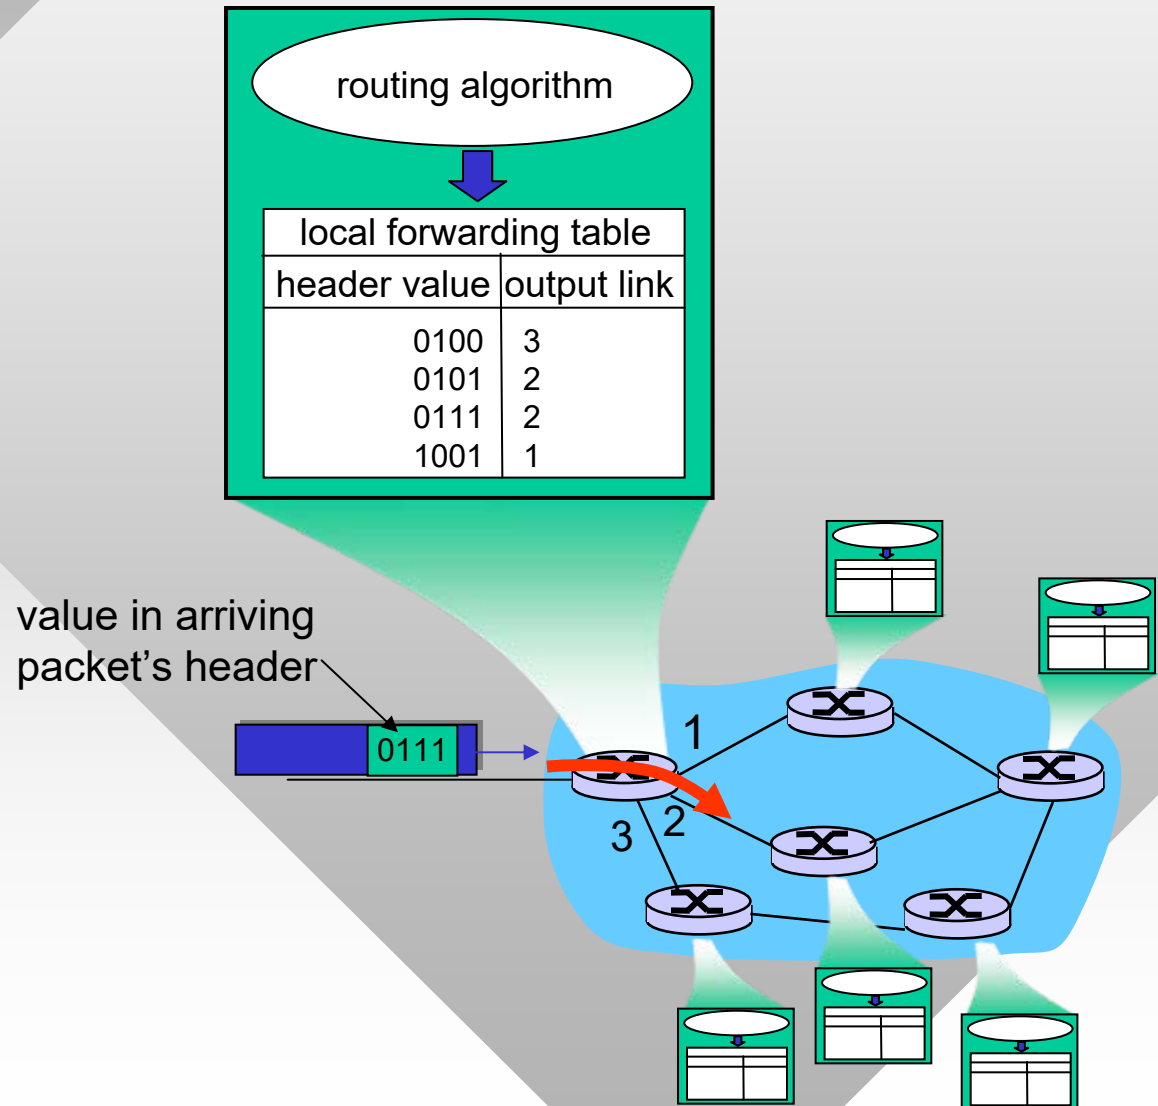 routing algorithm
local forwarding table
header value output link
0100 3
0101 2
0111 2
1001 1
value in arriving
packet’s header
0111
1
2
3